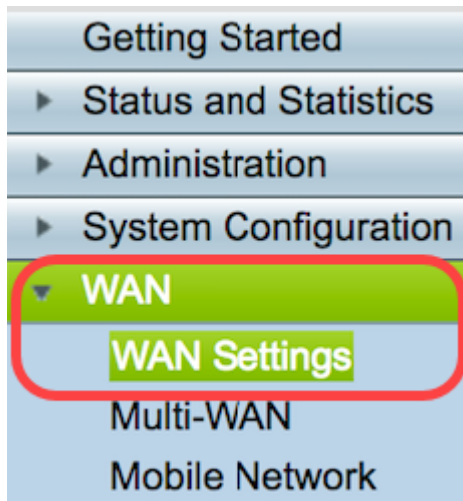 Getting Started
Status and Statistics
Administration
System Configuration
WAN
WAN Settings
Multi-WAN
Mobile Network